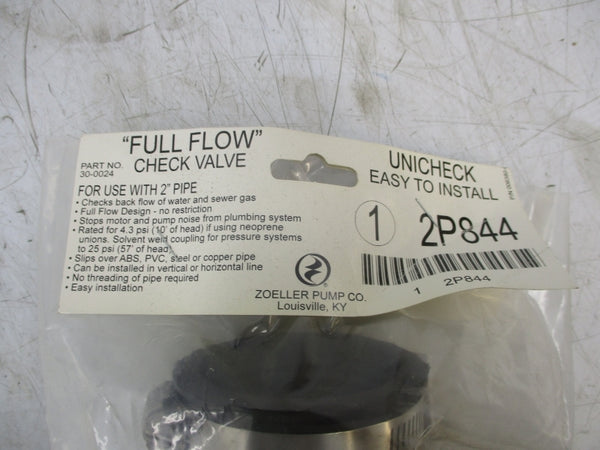 "FULL FLOW"
PART NO.
30-0024
CHECK VALVE
FOR USE WITH 2" PIPE
• Checks back flow of water and sewer gas
• Full Flow Design - no restriction
• Stops motor and pump noise from plumbing system
• Rated for 4.3 psi (10' of head) if using neoprene
unions. Solvent weld coupling for pressure systems
to 25 psi (57' of head)
• Slips over ABS, PVC, steel or copper pipe
• Can be installed in vertical or horizontal line
• No threading of pipe required
• Easy installation
ZOELLER PUMP CO.
Louisville, KY
UNICHECK
EASY TO INSTALL
1
2P844
1 2P844